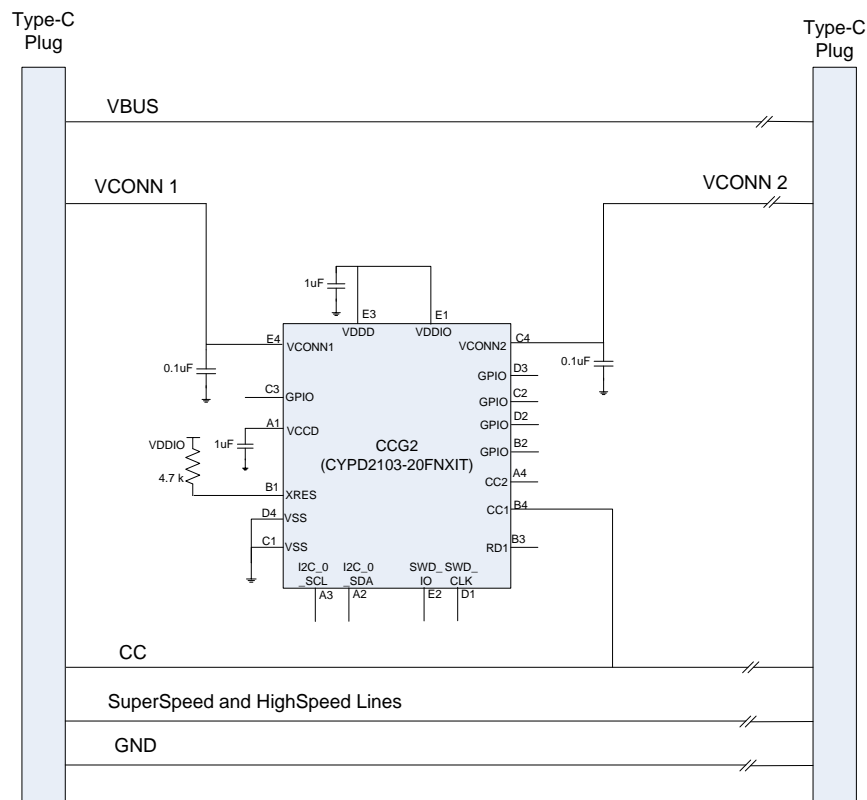 Type-C
Plug
Type-C
Plug
VBUS
VCONN 1
VCONN 2
1uF
E3
E1
VDDD
VDDIO
E4
VCONN1
VCONN2
C4
0.1uF
0.1uF
GPIO
D3
C3
GPIO
GPIO
C2
GPIO
D2
A1
VCCD
1uF
VDDIO
4.7 k
GPIO
B2
CCG2
(CYPD2103-20FNXIT)
CC2
A4
B1
XRES
CC1
B4
D4
VSS
C1
VSS
RD1
B3
I2C_0
_SCL
I2C_0
_SDA
SWD_
IO
SWD_
CLK
A3
A2
E2
D1
CC
SuperSpeed and HighSpeed Lines
GND